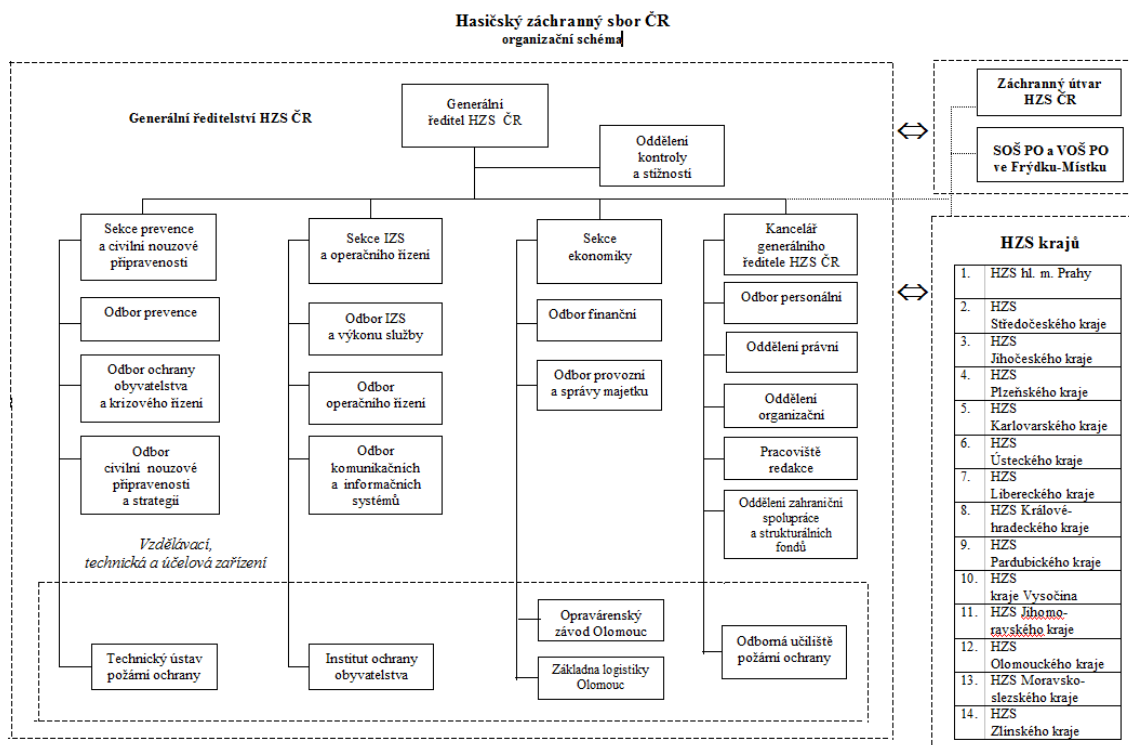 Hasičský záchranný sbor ČR
organizační schéma
Generální ředitelství HZS ČR
Generální
ředitel HZS ČR
Oddělení
kontroly
a stížností
Záchranný útvar
HZS ČR
SOŠ PO a VOŠ PO
ve Frýdku-Místku
Sekce prevence
a civilní nouzové
připravenosti
Odbor prevence
Odbor ochrany
obyvatelstva
a krizového řízení
Odbor
civilní nouzové
připravenosti
a strategií
Sekce IZS
a operačního řízení
Odbor IZS
a výkonu služby
Odbor
operačního řízení
Odbor
komunikačních
a informačních
systémů
Sekce
ekonomiky
Odbor finanční
Odbor provozní
a správy majetku
Kancelář
generálního
ředitele HZS ČR
Odbor personální
Oddělení právní
Oddělení
organizační
Pracoviště
redakce
Oddělení zahraniční
spolupráce
a strukturálních
fondů
Vzdělávací,
technická a účelová zařízení
Technický ústav
požární ochrany
Institut ochrany
obyvatelstva
Opravárenský
závod Olomouc
Základna logistiky
Olomouc
Odborná učiliště
požární ochrany
HZS krajů
1. HZS hl. m. Prahy
2. HZS
Středočeského kraje
3. HZS
Jihočeského kraje
4. HZS
Plzeňského kraje
5. HZS
Karlovarského kraje
6. HZS
Ústeckého kraje
7. HZS
Libereckého kraje
8. HZS Králové-
hradeckého kraje
9. HZS
Pardubického kraje
10. HZS
kraje Vysočina
11. HZS Jihomo-
ravského kraje
12. HZS
Olomouckého kraje
13. HZS Moravsko-
slezského kraje
14. HZS
Zlínského kraje